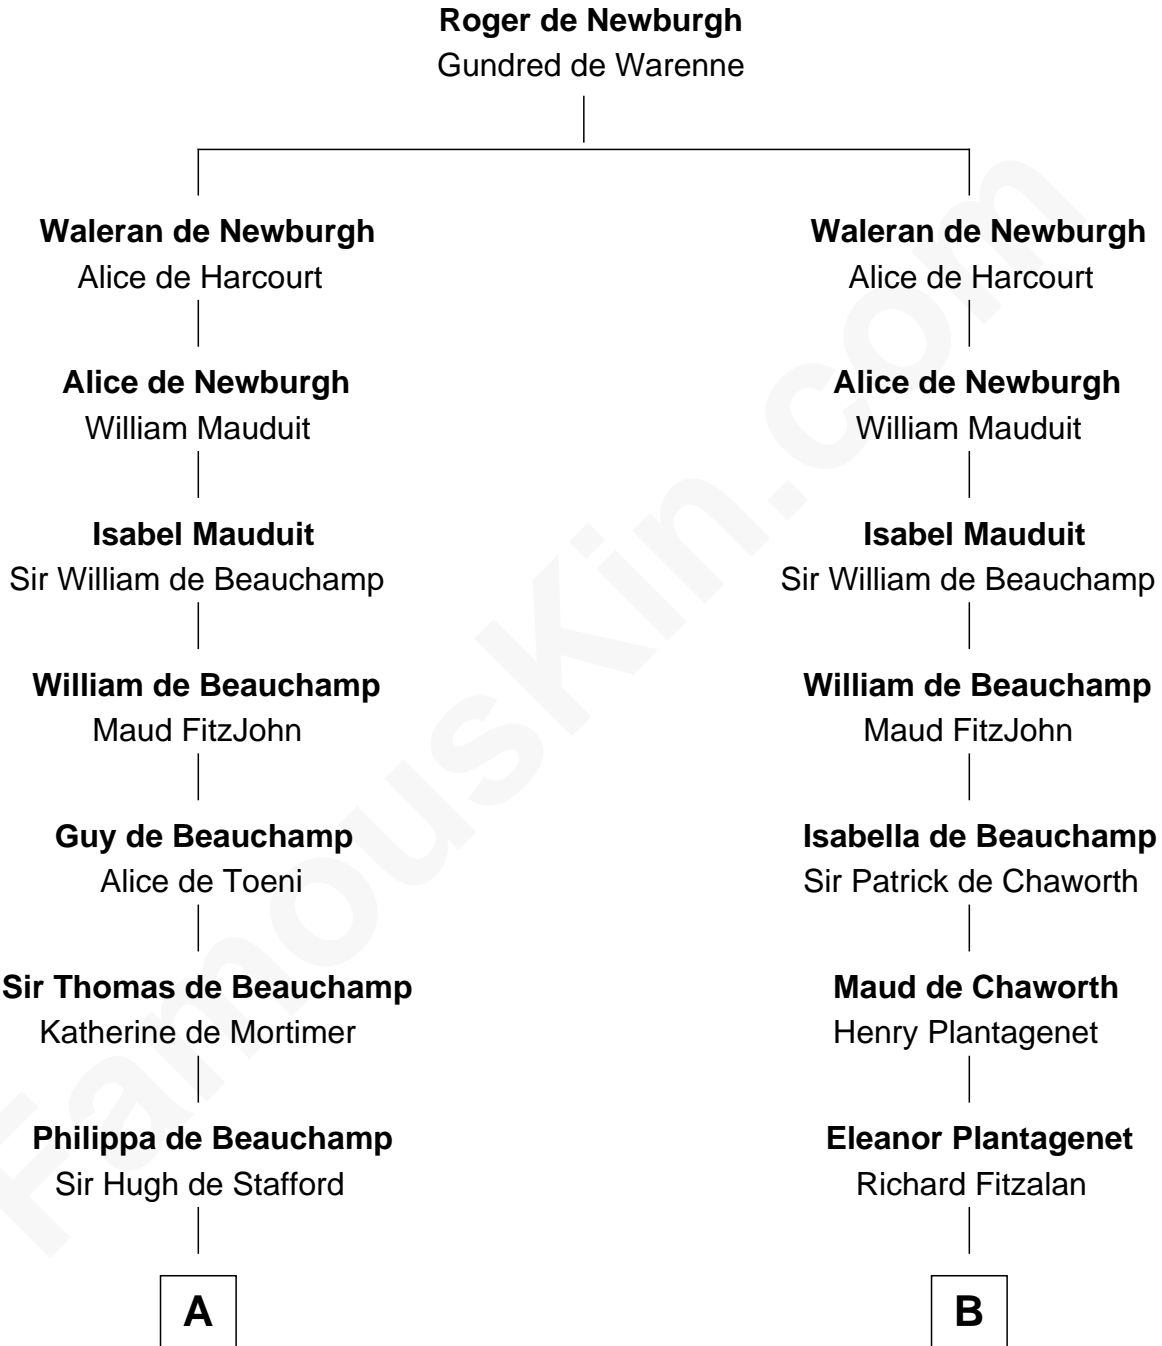 Roger de Newburgh
Gundred de Warenne
Waleran de Newburgh
Alice de Harcourt
Alice de Newburgh
William Mauduit
Isabel Mauduit
Sir William de Beauchamp
William de Beauchamp
Maud FitzJohn
Guy de Beauchamp
Alice de Toeni
Sir Thomas de Beauchamp
Katherine de Mortimer
Philippa de Beauchamp
Sir Hugh de Stafford
A
Waleran de Newburgh
Alice de Harcourt
Alice de Newburgh
William Mauduit
Isabel Mauduit
Sir William de Beauchamp
William de Beauchamp
Maud FitzJohn
Isabella de Beauchamp
Sir Patrick de Chaworth
Maud de Chaworth
Henry Plantagenet
Eleanor Plantagenet
Richard Fitzalan
B
FamousKin.com